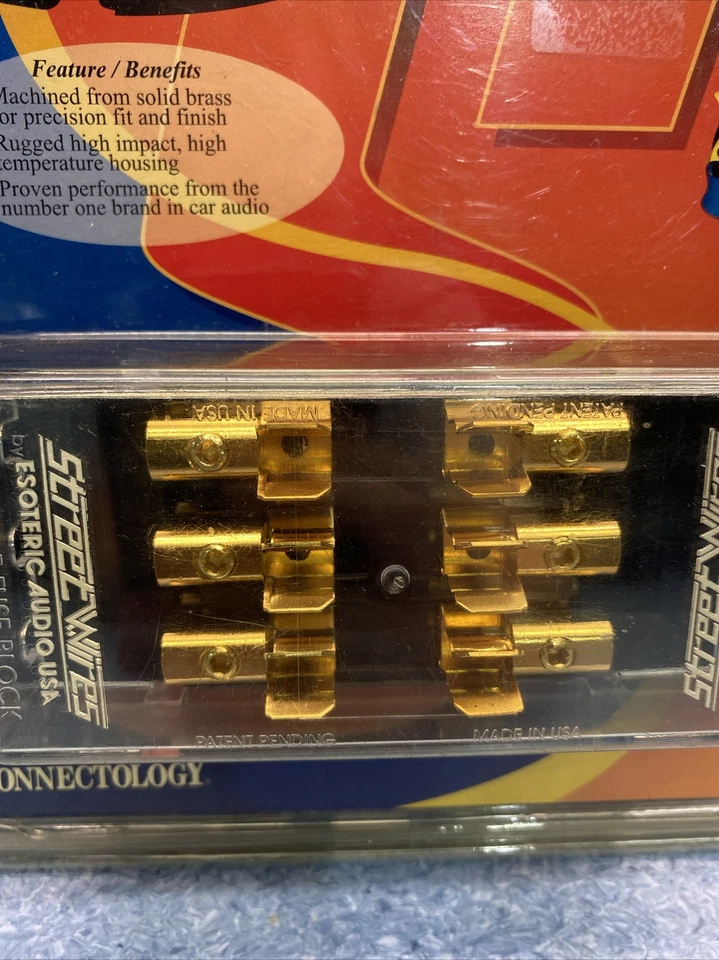 Feature / Benefits
Machined from solid brass
or precision fit and finish
Rugged high impact, high
temperature housing
Proven performance from the
number one brand in car audio
MADE IN USA
PATENT PENDING
StreetWires
by ESOTERIC AUDIO USA
FUSE BLOCK
StreetWires
PATENT PENDING
MADE IN USA
ONNECTOLOGY